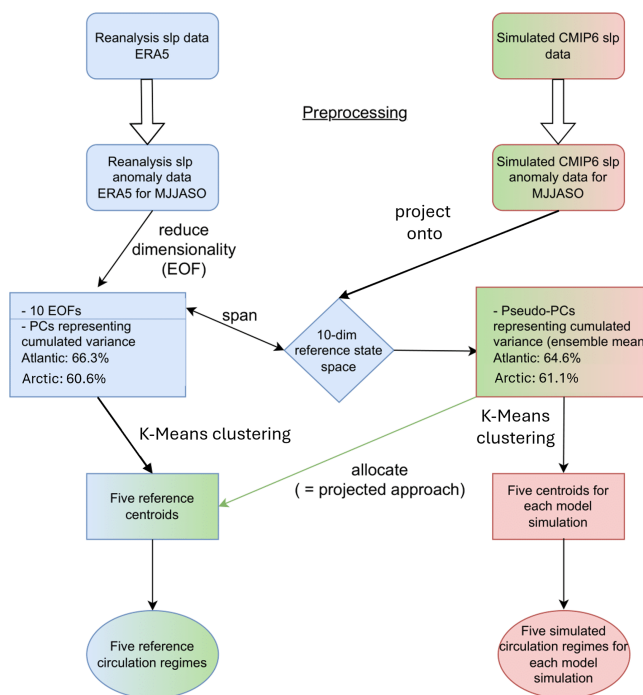 Reanalysis slp data
ERA5
Simulated CMIP6 slp
data
Preprocessing
Reanalysis slp
anomaly data
ERA5 for MJJASO
Simulated CMIP6 slp
anomaly data for
MJJASO
reduce
dimensionality
(EOF)
project
onto
- 10 EOFs
- PCs representing
cumulated variance
Atlantic: 66.3%
Arctic: 60.6%
span
10-dim
reference state
space
- Pseudo-PCs
representing cumulated
variance (ensemble mean
Atlantic: 64.6%
Arctic: 61.1%
K-Means clustering
K-Means
clustering
allocate
( = projected approach)
Five reference
centroids
Five centroids for
each model
simulation
Five reference
circulation regimes
Five simulated
circulation regimes for
each model
simulation